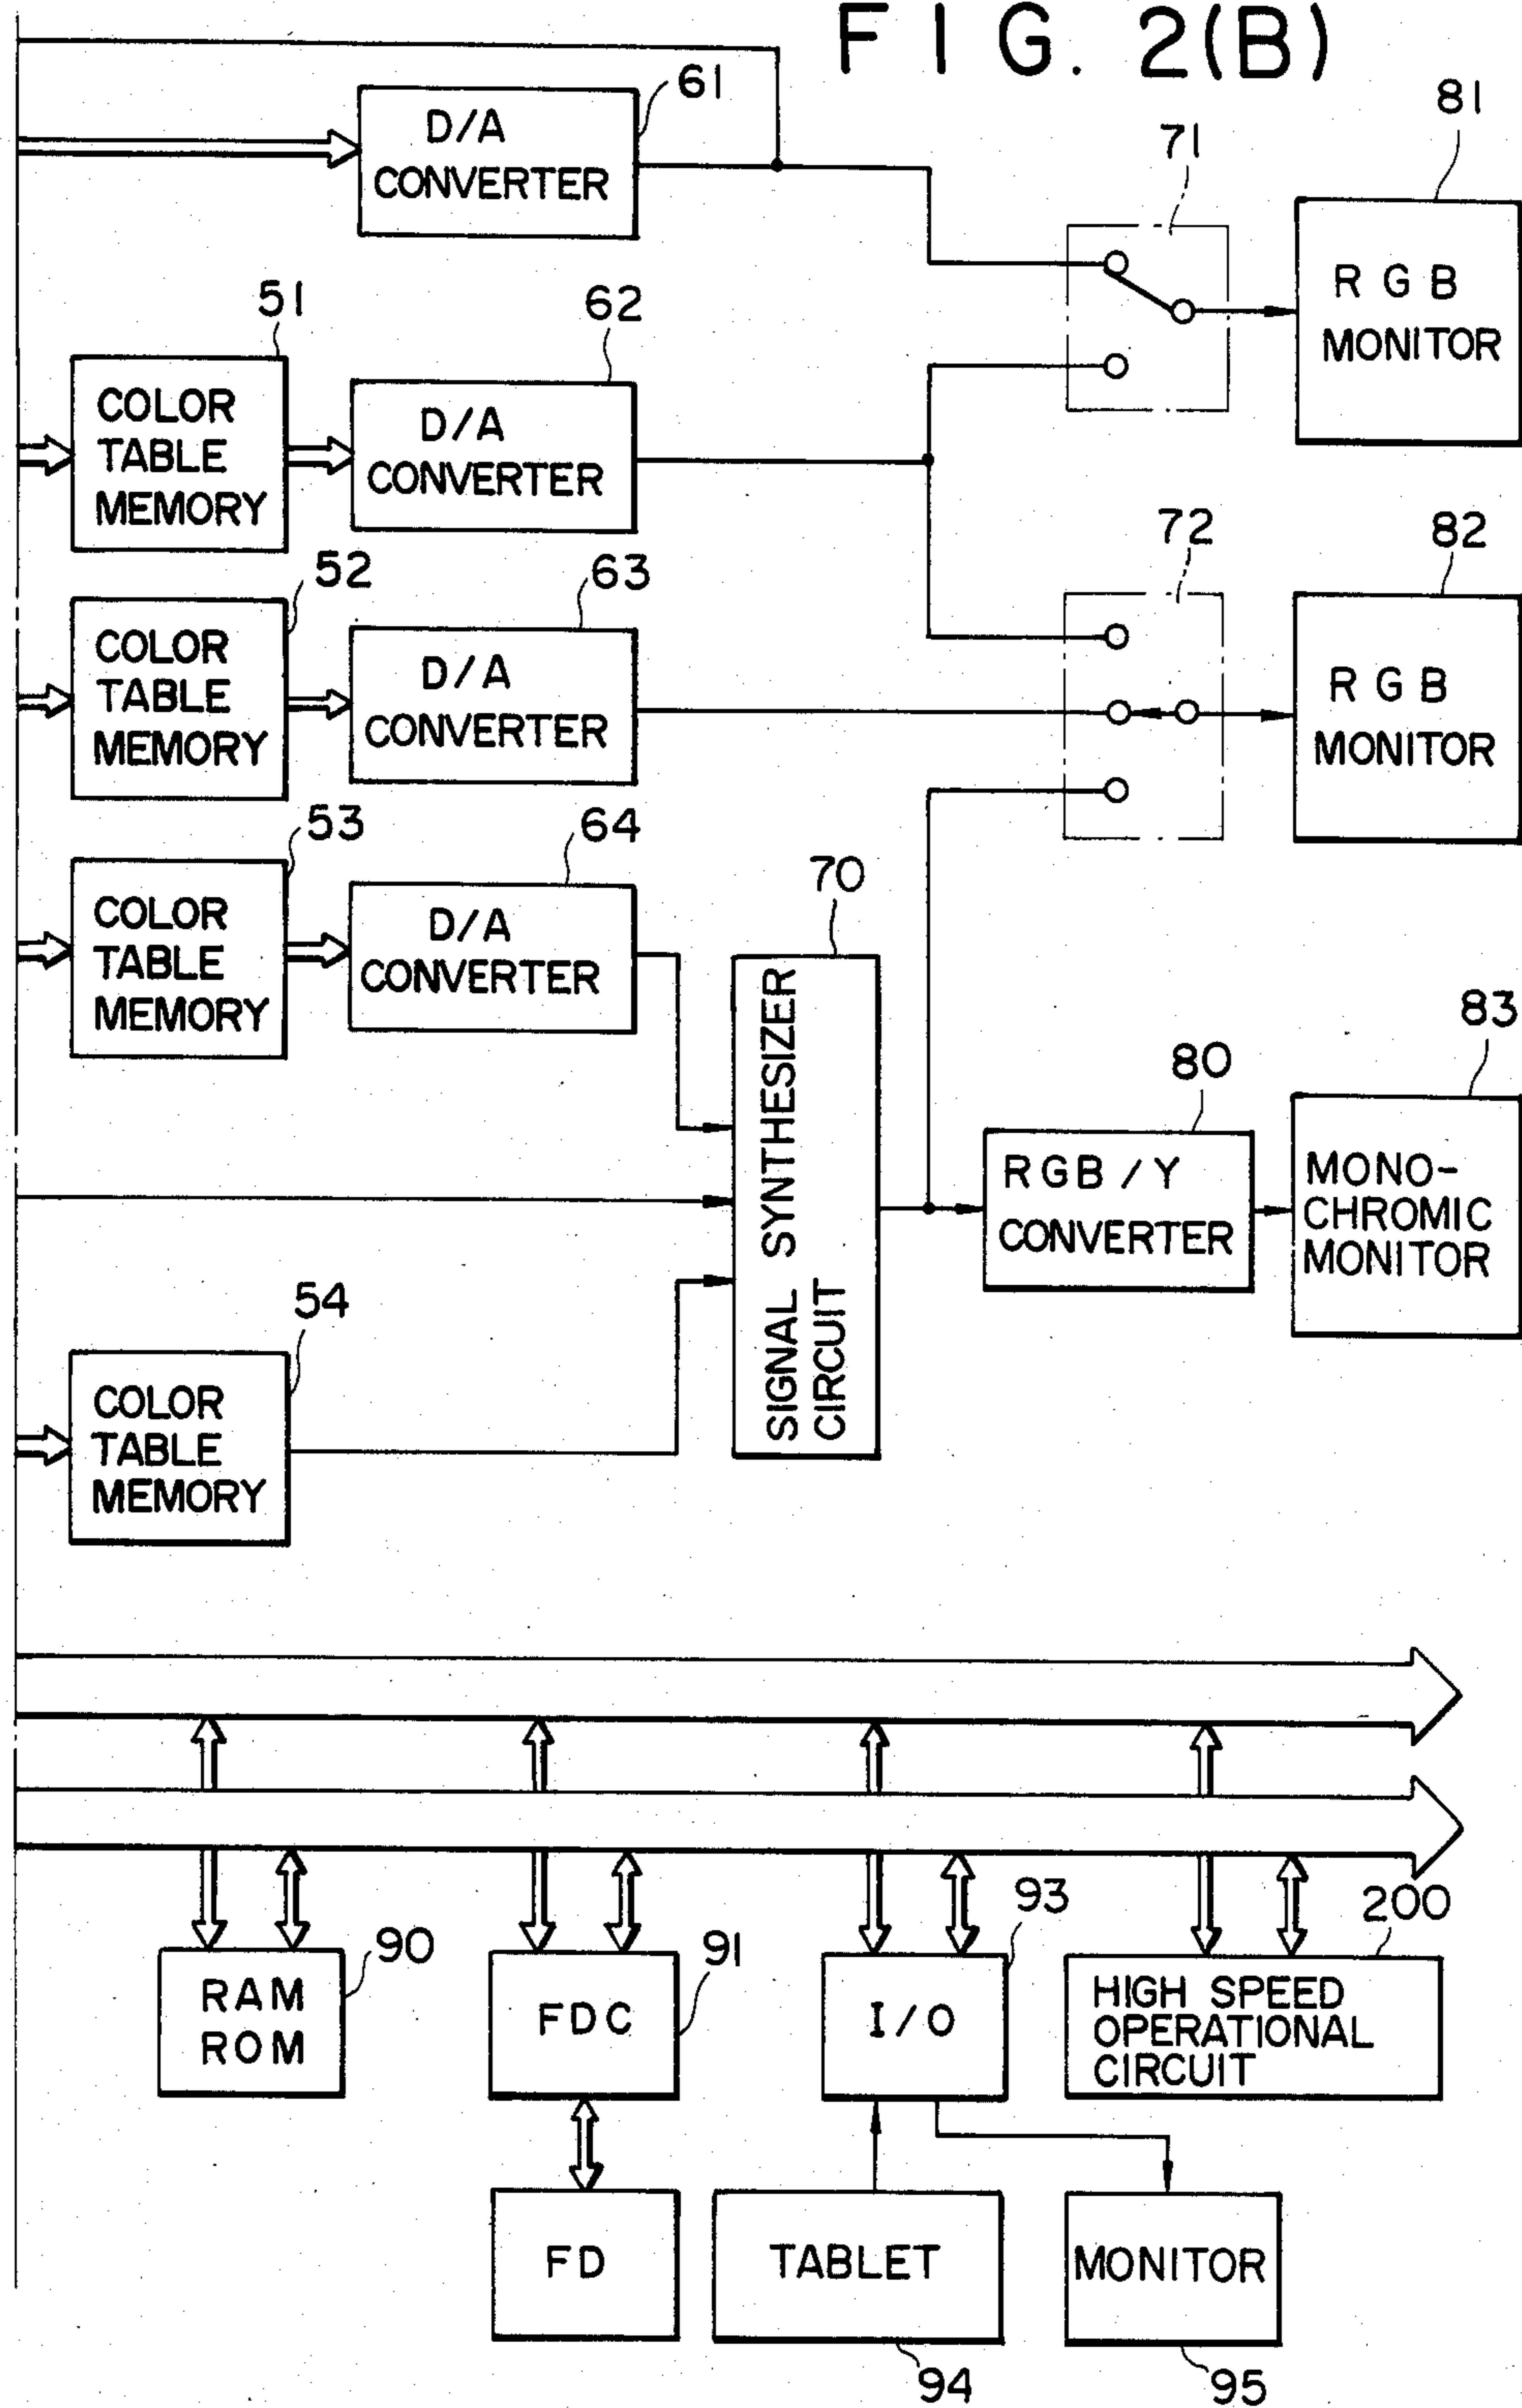 FIG. 2(B)
61
D/A
CONVERTER
71
81
R G B
MONITOR
51
COLOR
TABLE
MEMORY
62
D/A
CONVERTER
52
COLOR
TABLE
MEMORY
63
D/A
CONVERTER
72
82
R G B
MONITOR
53
COLOR
TABLE
MEMORY
64
D/A
CONVERTER
70
SIGNAL SYNTHESIZER
CIRCUIT
80
RGB / Y
CONVERTER
83
MONO-
CHROMIC
MONITOR
54
COLOR
TABLE
MEMORY
90
RAM
ROM
91
FDC
93
I/O
200
HIGH SPEED
OPERATIONAL
CIRCUIT
FD
TABLET
94
MONITOR
95